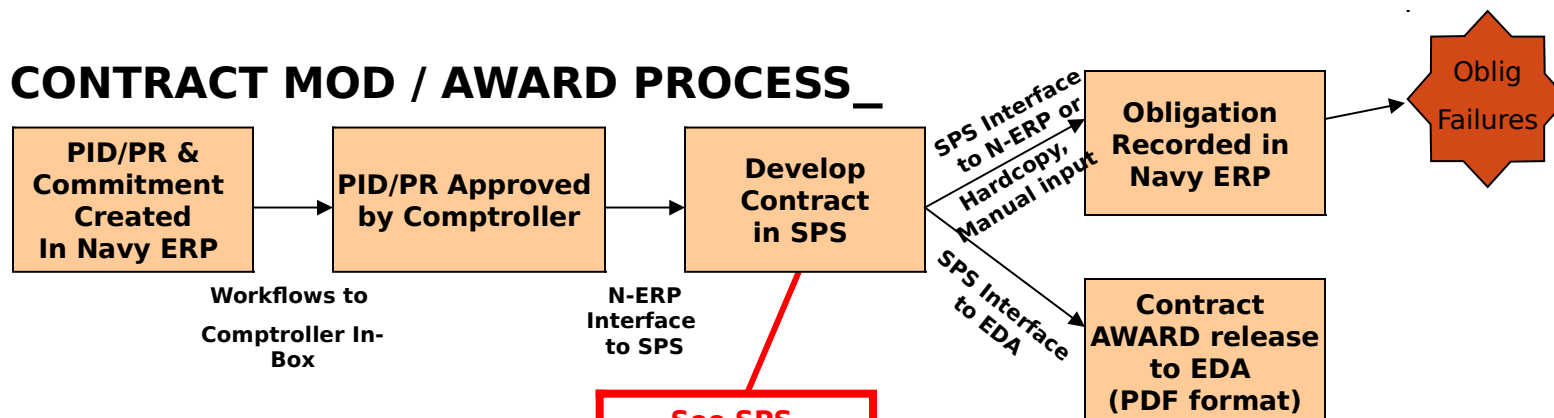 CONTRACT MOD / AWARD PROCESS_
PID/PR &
Commitment
Created
In Navy ERP
Workflows to
Comptroller In-
Box
PID/PR Approved
by Comptroller
N-ERP
Interface
to SPS
Develop
Contract
in SPS
See SPS
SPS Interface
to N-ERP or
Hardcopy,
Manual input
SPS Interface
to EDA
Obligation
Recorded in
Navy ERP
Oblig
Failures
Contract
AWARD release
to EDA
(PDF format)